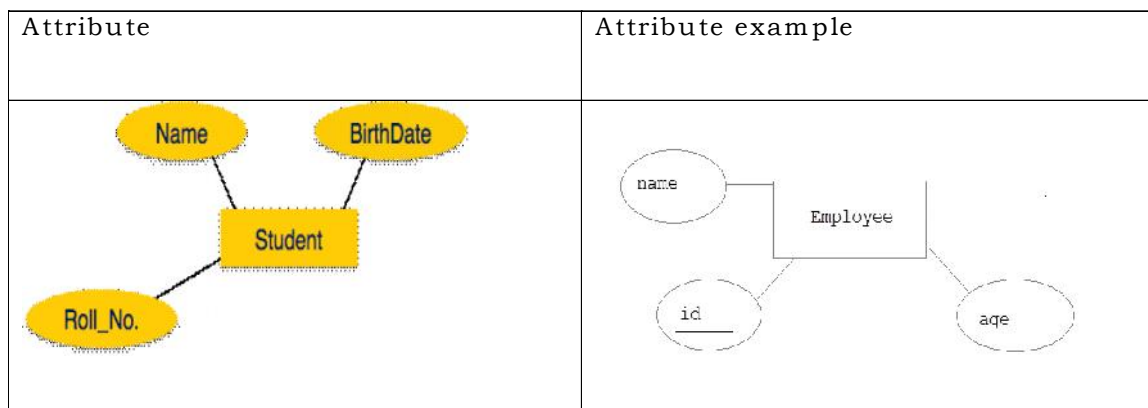 Attribute
Attribute example
Name
BirthDate
Student
Roll_No.
name
Employee
id
age